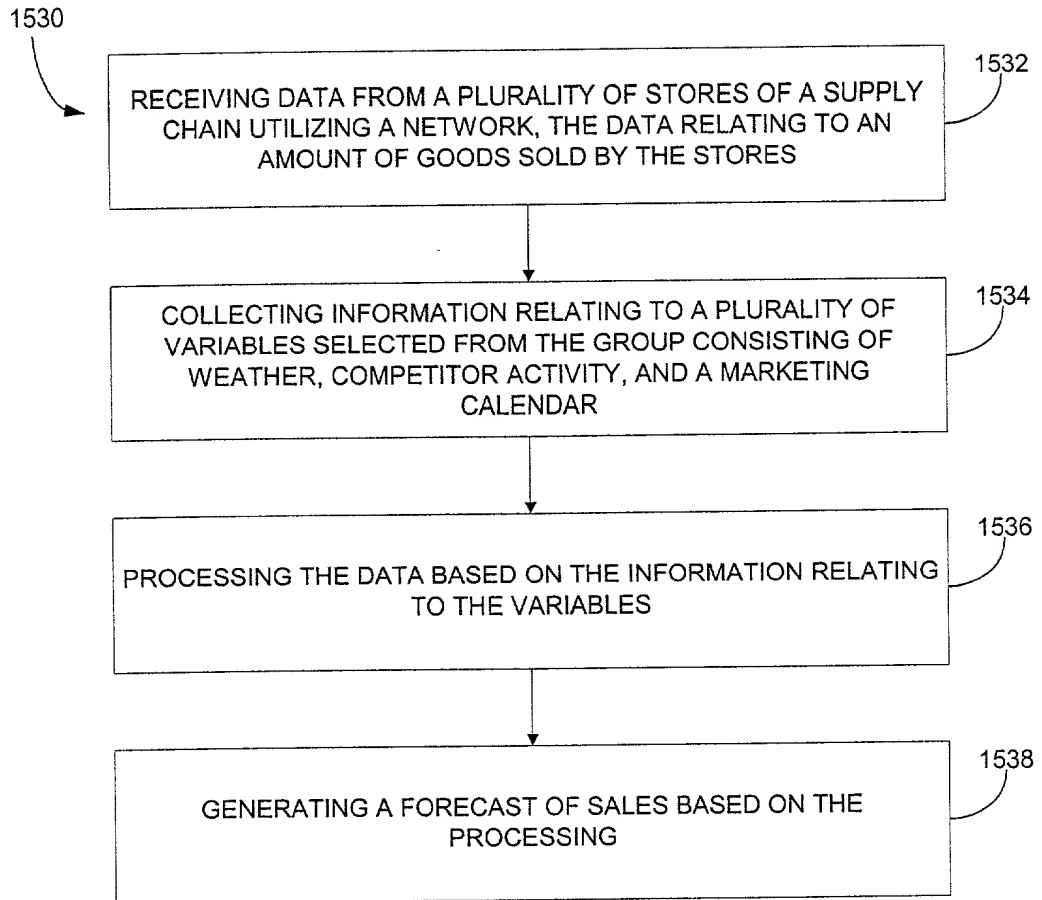 1530
1532
RECEIVING DATA FROM A PLURALITY OF STORES OF A SUPPLY
CHAIN UTILIZING A NETWORK, THE DATA RELATING TO AN
AMOUNT OF GOODS SOLD BY THE STORES
1534
COLLECTING INFORMATION RELATING TO A PLURALITY OF
VARIABLES SELECTED FROM THE GROUP CONSISTING OF
WEATHER, COMPETITOR ACTIVITY, AND A MARKETING
CALENDAR
1536
PROCESSING THE DATA BASED ON THE INFORMATION RELATING
TO THE VARIABLES
1538
GENERATING A FORECAST OF SALES BASED ON THE
PROCESSING